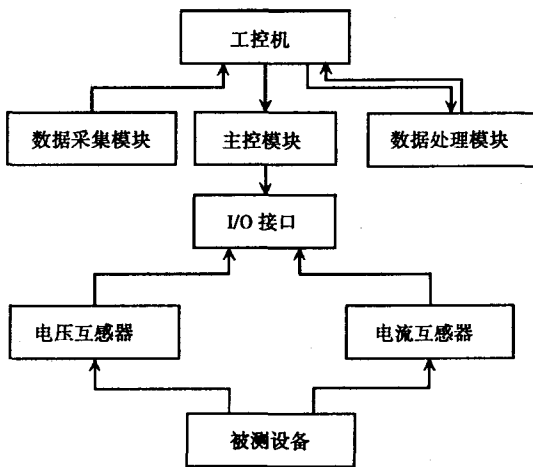 工控机
数据采集模块
主控模块
数据处理模块
I/O 接口
电压互感器
电流互感器
被测设备